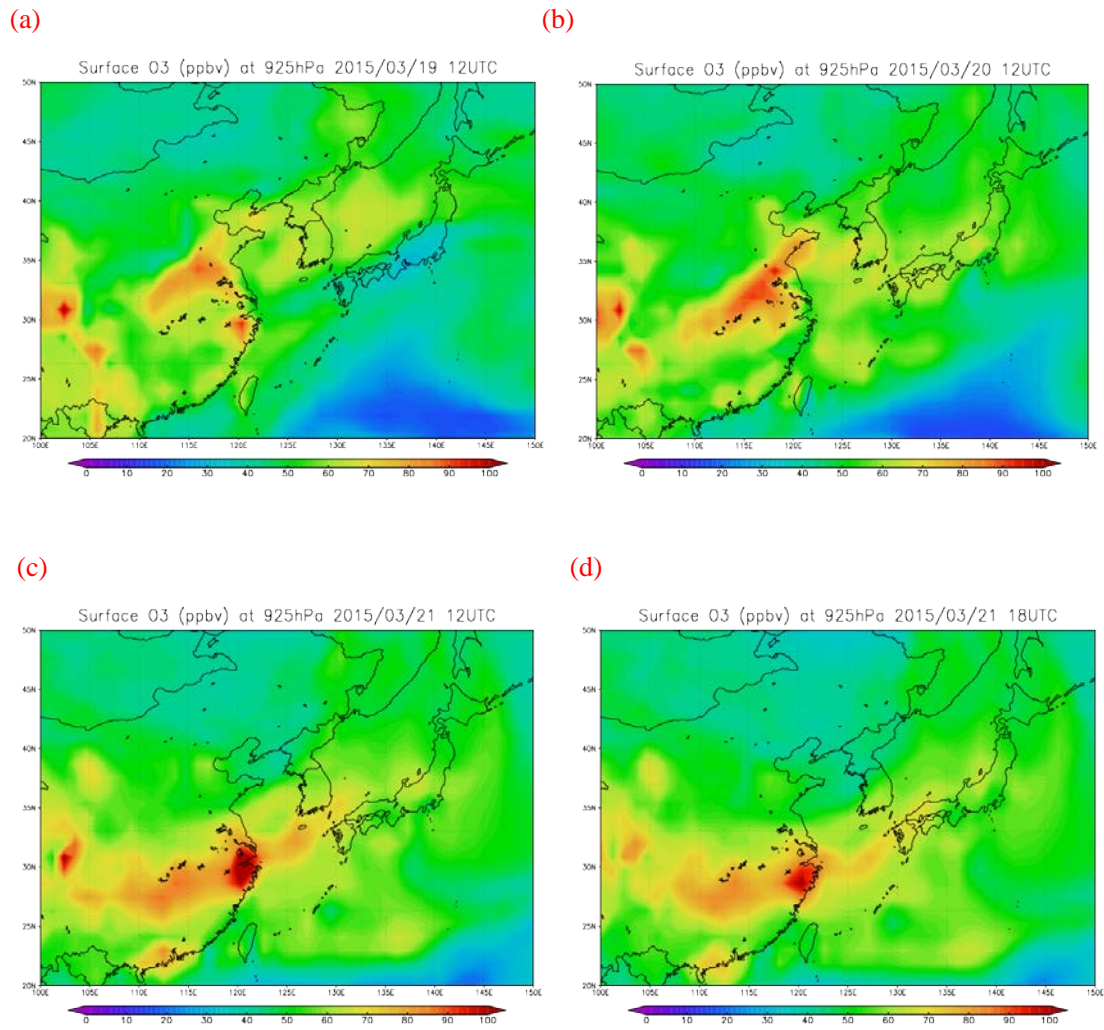 (a)
(b)
Surface O3 (ppbv) at 925hPa 2015/03/19 12UTC
Surface O3 (ppbv) at 925hPa 2015/03/20 12UTC
50N
45N
40N
35N
30N
25N
20N
100E 105E 110E 115E 120E 125E 130E 135E 140E 145E 150E
0 10 20 30 40 50 60 70 80 90 100
50N
45N
40N
35N
30N
25N
20N
100E 105E 110E 115E 120E 125E 130E 135E 140E 145E 150E
0 10 20 30 40 50 60 70 80 90 100
(c)
(d)
Surface O3 (ppbv) at 925hPa 2015/03/21 12UTC
Surface O3 (ppbv) at 925hPa 2015/03/21 18UTC
50N
45N
40N
35N
30N
25N
20N
100E 105E 110E 115E 120E 125E 130E 135E 140E 145E 150E
0 10 20 30 40 50 60 70 80 90 100
50N
45N
40N
35N
30N
25N
20N
100E 105E 110E 115E 120E 125E 130E 135E 140E 145E 150E
0 10 20 30 40 50 60 70 80 90 100